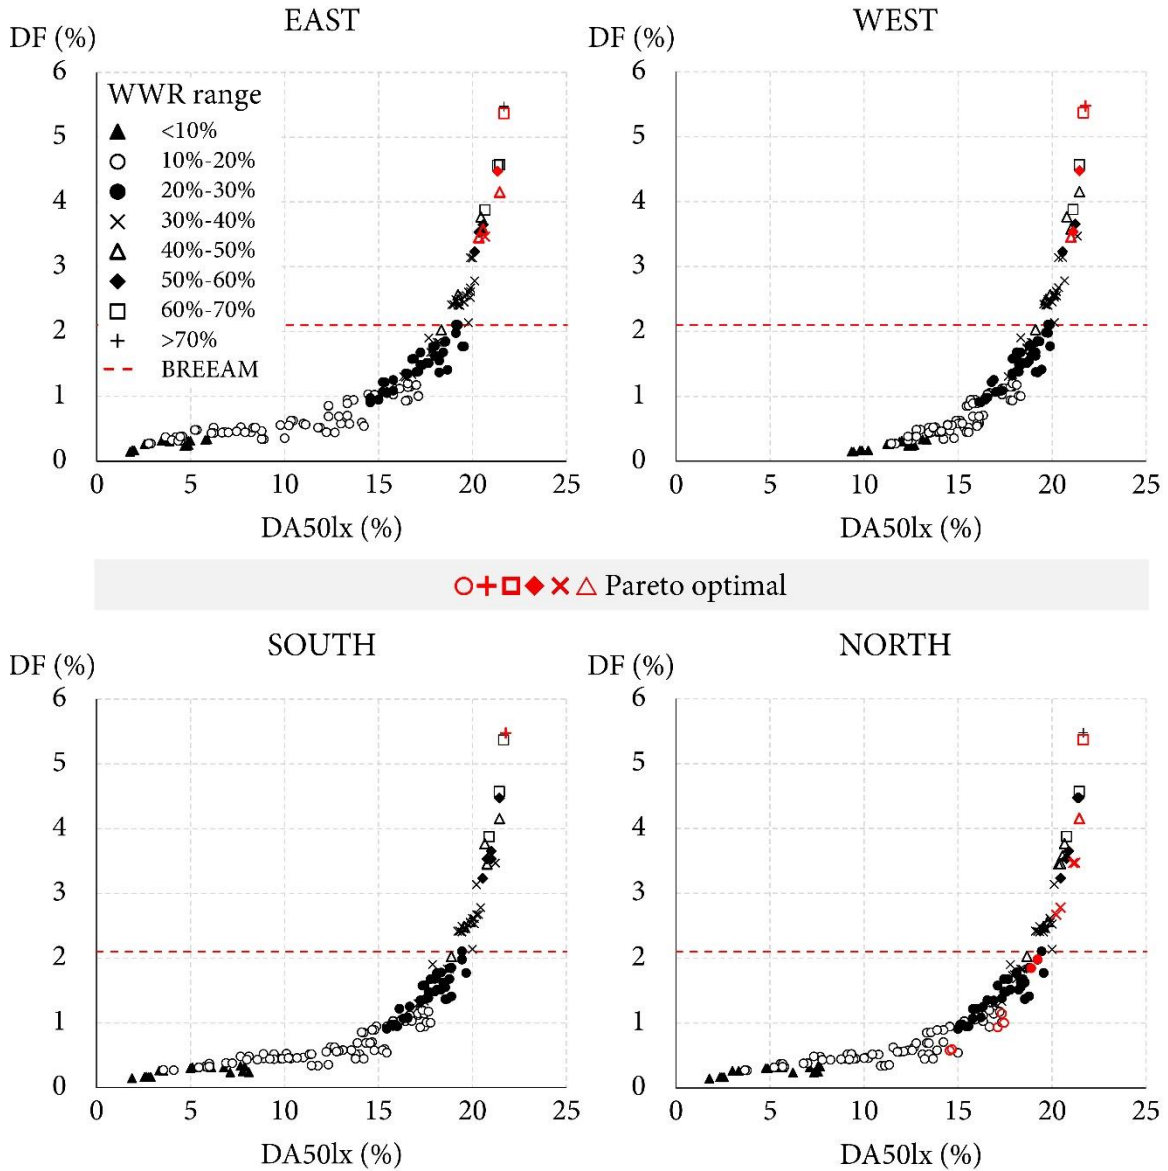 EAST
DF (%)
6
5
4
3
2
1
0
WWR range
<10%
10%-20%
20%-30%
30%-40%
40%-50%
50%-60%
60%-70%
>70%
BREEAM
0 5 10 15 20 25
DA50lx (%)
WEST
DF (%)
6
5
4
3
2
1
0
0 5 10 15 20 25
DA50lx (%)
Pareto optimal
SOUTH
DF (%)
6
5
4
3
2
1
0
0 5 10 15 20 25
DA50lx (%)
NORTH
DF (%)
6
5
4
3
2
1
0
0 5 10 15 20 25
DA50lx (%)